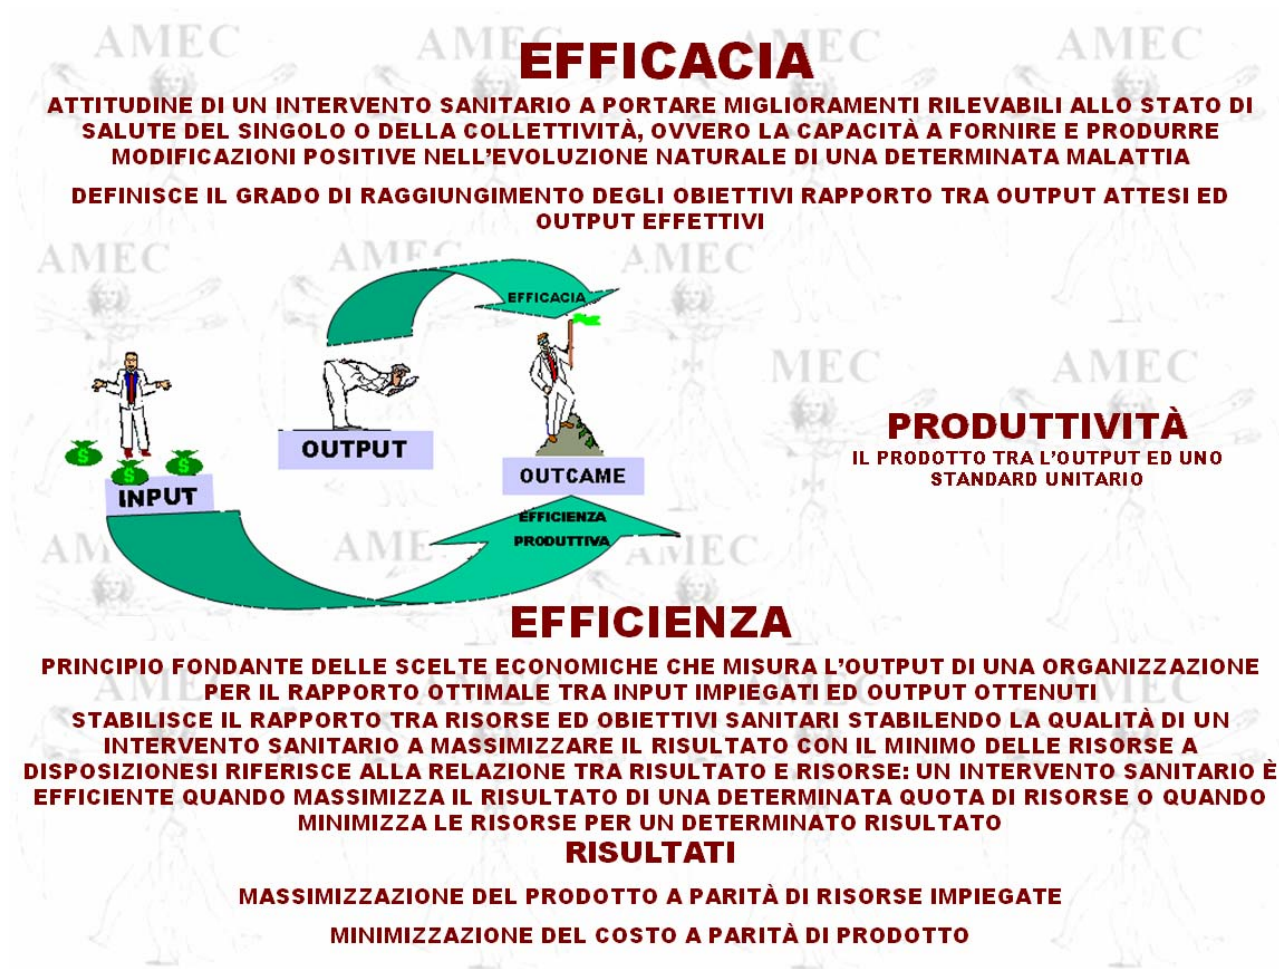 EFFICACIA
ATTITUDINE DI UN INTERVENTO SANITARIO A PORTARE MIGLIORAMENTI RILEVABILI ALLO STATO DI
SALUTE DEL SINGOLO O DELLA COLLETTIVITÀ, OVVERO LA CAPACITÀ A FORNIRE E PRODURRE
MODIFICAZIONI POSITIVE NELL'EVOLUZIONE NATURALE DI UNA DETERMINATA MALATTIA
DEFINISCE IL GRADO DI RAGGIUNGIMENTO DEGLI OBIETTIVI RAPPORTO TRA OUTPUT ATTESI ED
OUTPUT EFFETTIVI
EFFICACIA
OUTPUT
OUTCAME
INPUT
EFFICIENZA
PRODUTTIVA
PRODUTTIVITÀ
IL PRODOTTO TRA L'OUTPUT ED UNO
STANDARD UNITARIO
EFFICIENZA
PRINCIPIO FONDANTE DELLE SCELTE ECONOMICHE CHE MISURA L'OUTPUT DI UNA ORGANIZZAZIONE
PER IL RAPPORTO OTTIMALE TRA INPUT IMPIEGATI ED OUTPUT OTTENUTI
STABILISCE IL RAPPORTO TRA RISORSE ED OBIETTIVI SANITARI STABILENDO LA QUALITÀ DI UN
INTERVENTO SANITARIO A MASSIMIZZARE IL RISULTATO CON IL MINIMO DELLE RISORSE A
DISPOSIZIONESI RIFERISCE ALLA RELAZIONE TRA RISULTATO E RISORSE: UN INTERVENTO SANITARIO È
EFFICIENTE QUANDO MASSIMIZZA IL RISULTATO DI UNA DETERMINATA QUOTA DI RISORSE O QUANDO
MINIMIZZA LE RISORSE PER UN DETERMINATO RISULTATO
RISULTATI
MASSIMIZZAZIONE DEL PRODOTTO A PARITÀ DI RISORSE IMPIEGATE
MINIMIZZAZIONE DEL COSTO A PARITÀ DI PRODOTTO